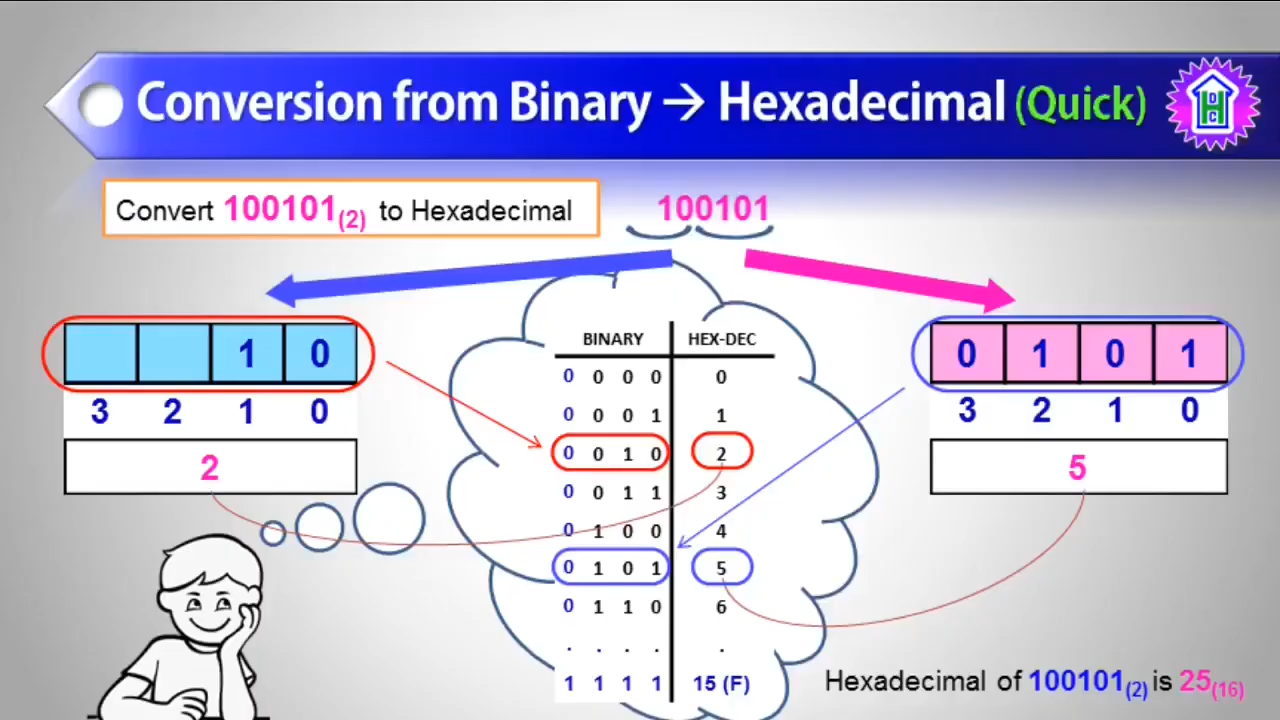 Conversion from Binary → Hexadecimal (Quick)
HOC
Convert 100101(2) to Hexadecimal
100101
1 0
3 2 1 0
2
BINARY HEX-DEC
0 0 0 0 0
0 0 0 1 1
0 0 1 0 2
0 0 1 1 3
0 1 0 0 4
0 1 0 1 5
0 1 1 0 6
. . . . .
1 1 1 1 15 (F)
0 1 0 1
3 2 1 0
5
Hexadecimal of 100101(2) is 25(16)